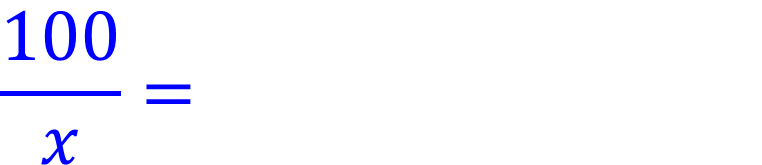 100/x =